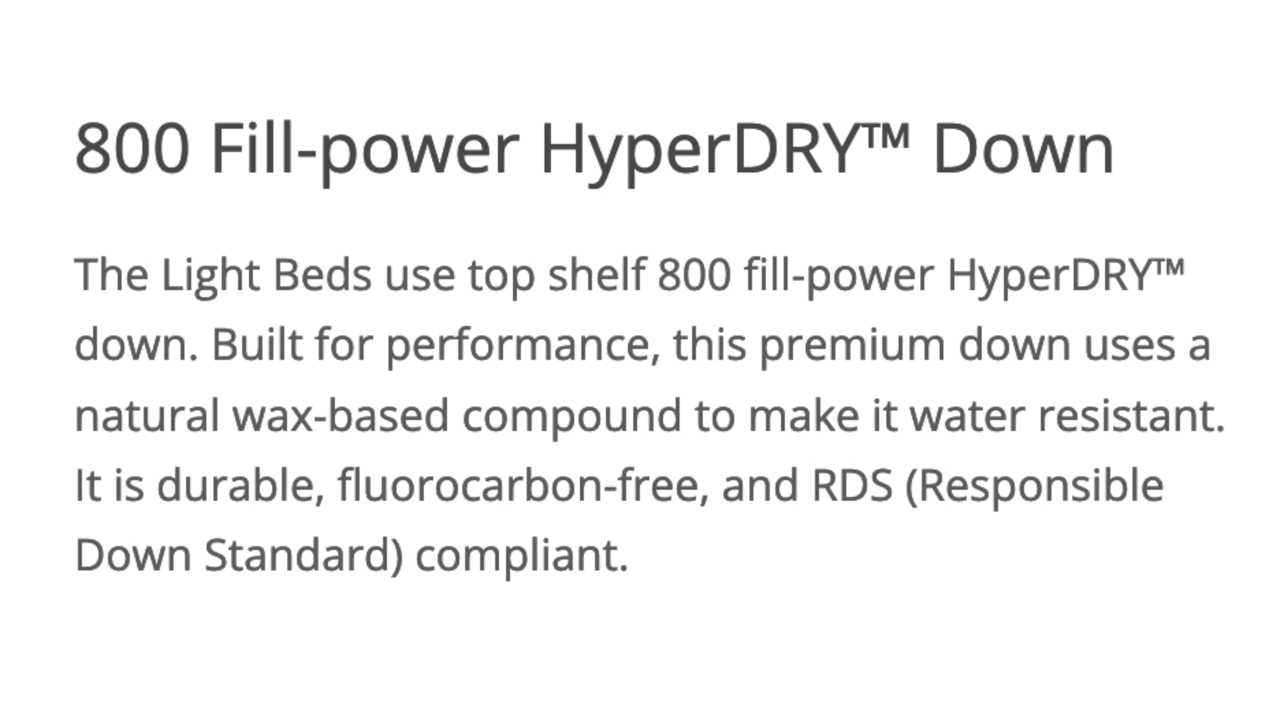 800 Fill-power HyperDRY™ Down
The Light Beds use top shelf 800 fill-power HyperDRY™
down. Built for performance, this premium down uses a
natural wax-based compound to make it water resistant.
It is durable, fluorocarbon-free, and RDS (Responsible
Down Standard) compliant.